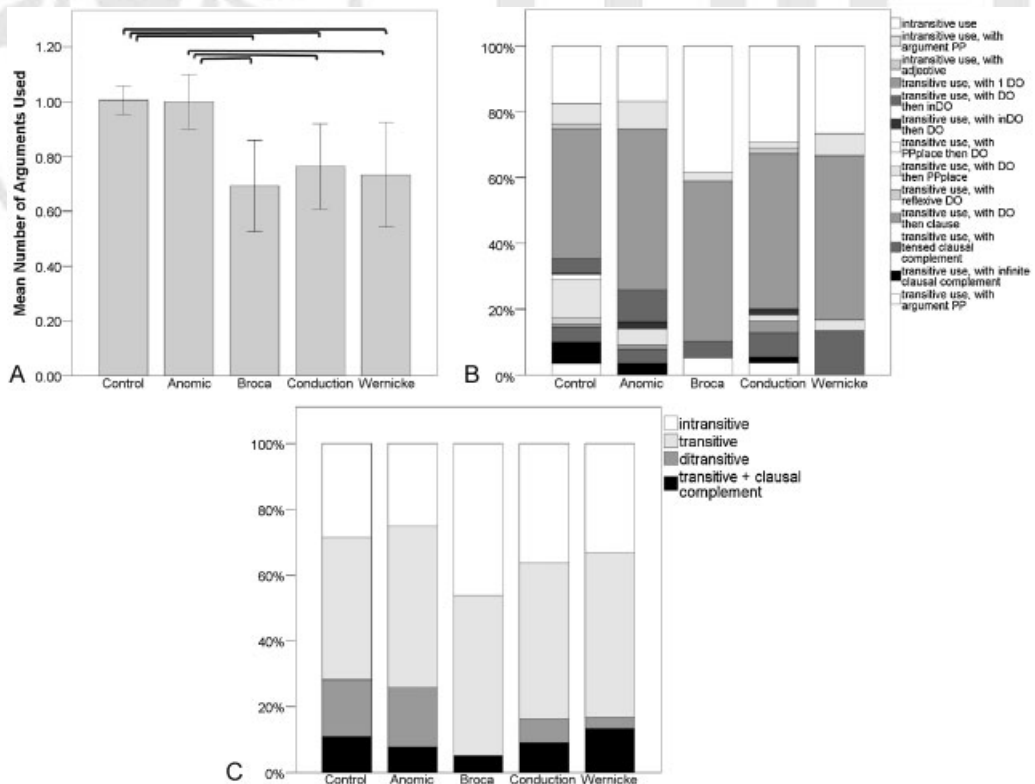 1.20
1.00
0.80
0.60
0.40
0.20
0.00
Mean Number of Arguments Used
Control Anomic Broca Conduction Wernicke
A
100%
80%
60%
40%
20%
0%
Control Anomic Broca Conduction Wernicke
B
intransitive use
intransitive use, with
argument PP
intransitive use, with
adjective
transitive use, with 1 DO
transitive use, with DO
then inDO
transitive use, with inDO
then DO
transitive use, with
PPplace then DO
transitive use, with DO
then PPplace
transitive use, with
reflexive DO
transitive use, with DO
then clause
transitive use, with
tensed clausal
complement
transitive use, with infinite
clausal complement
transitive use, with
argument PP
100%
80%
60%
40%
20%
0%
Control Anomic Broca Conduction Wernicke
C
intransitive
transitive
ditransitive
transitive + clausal
complement